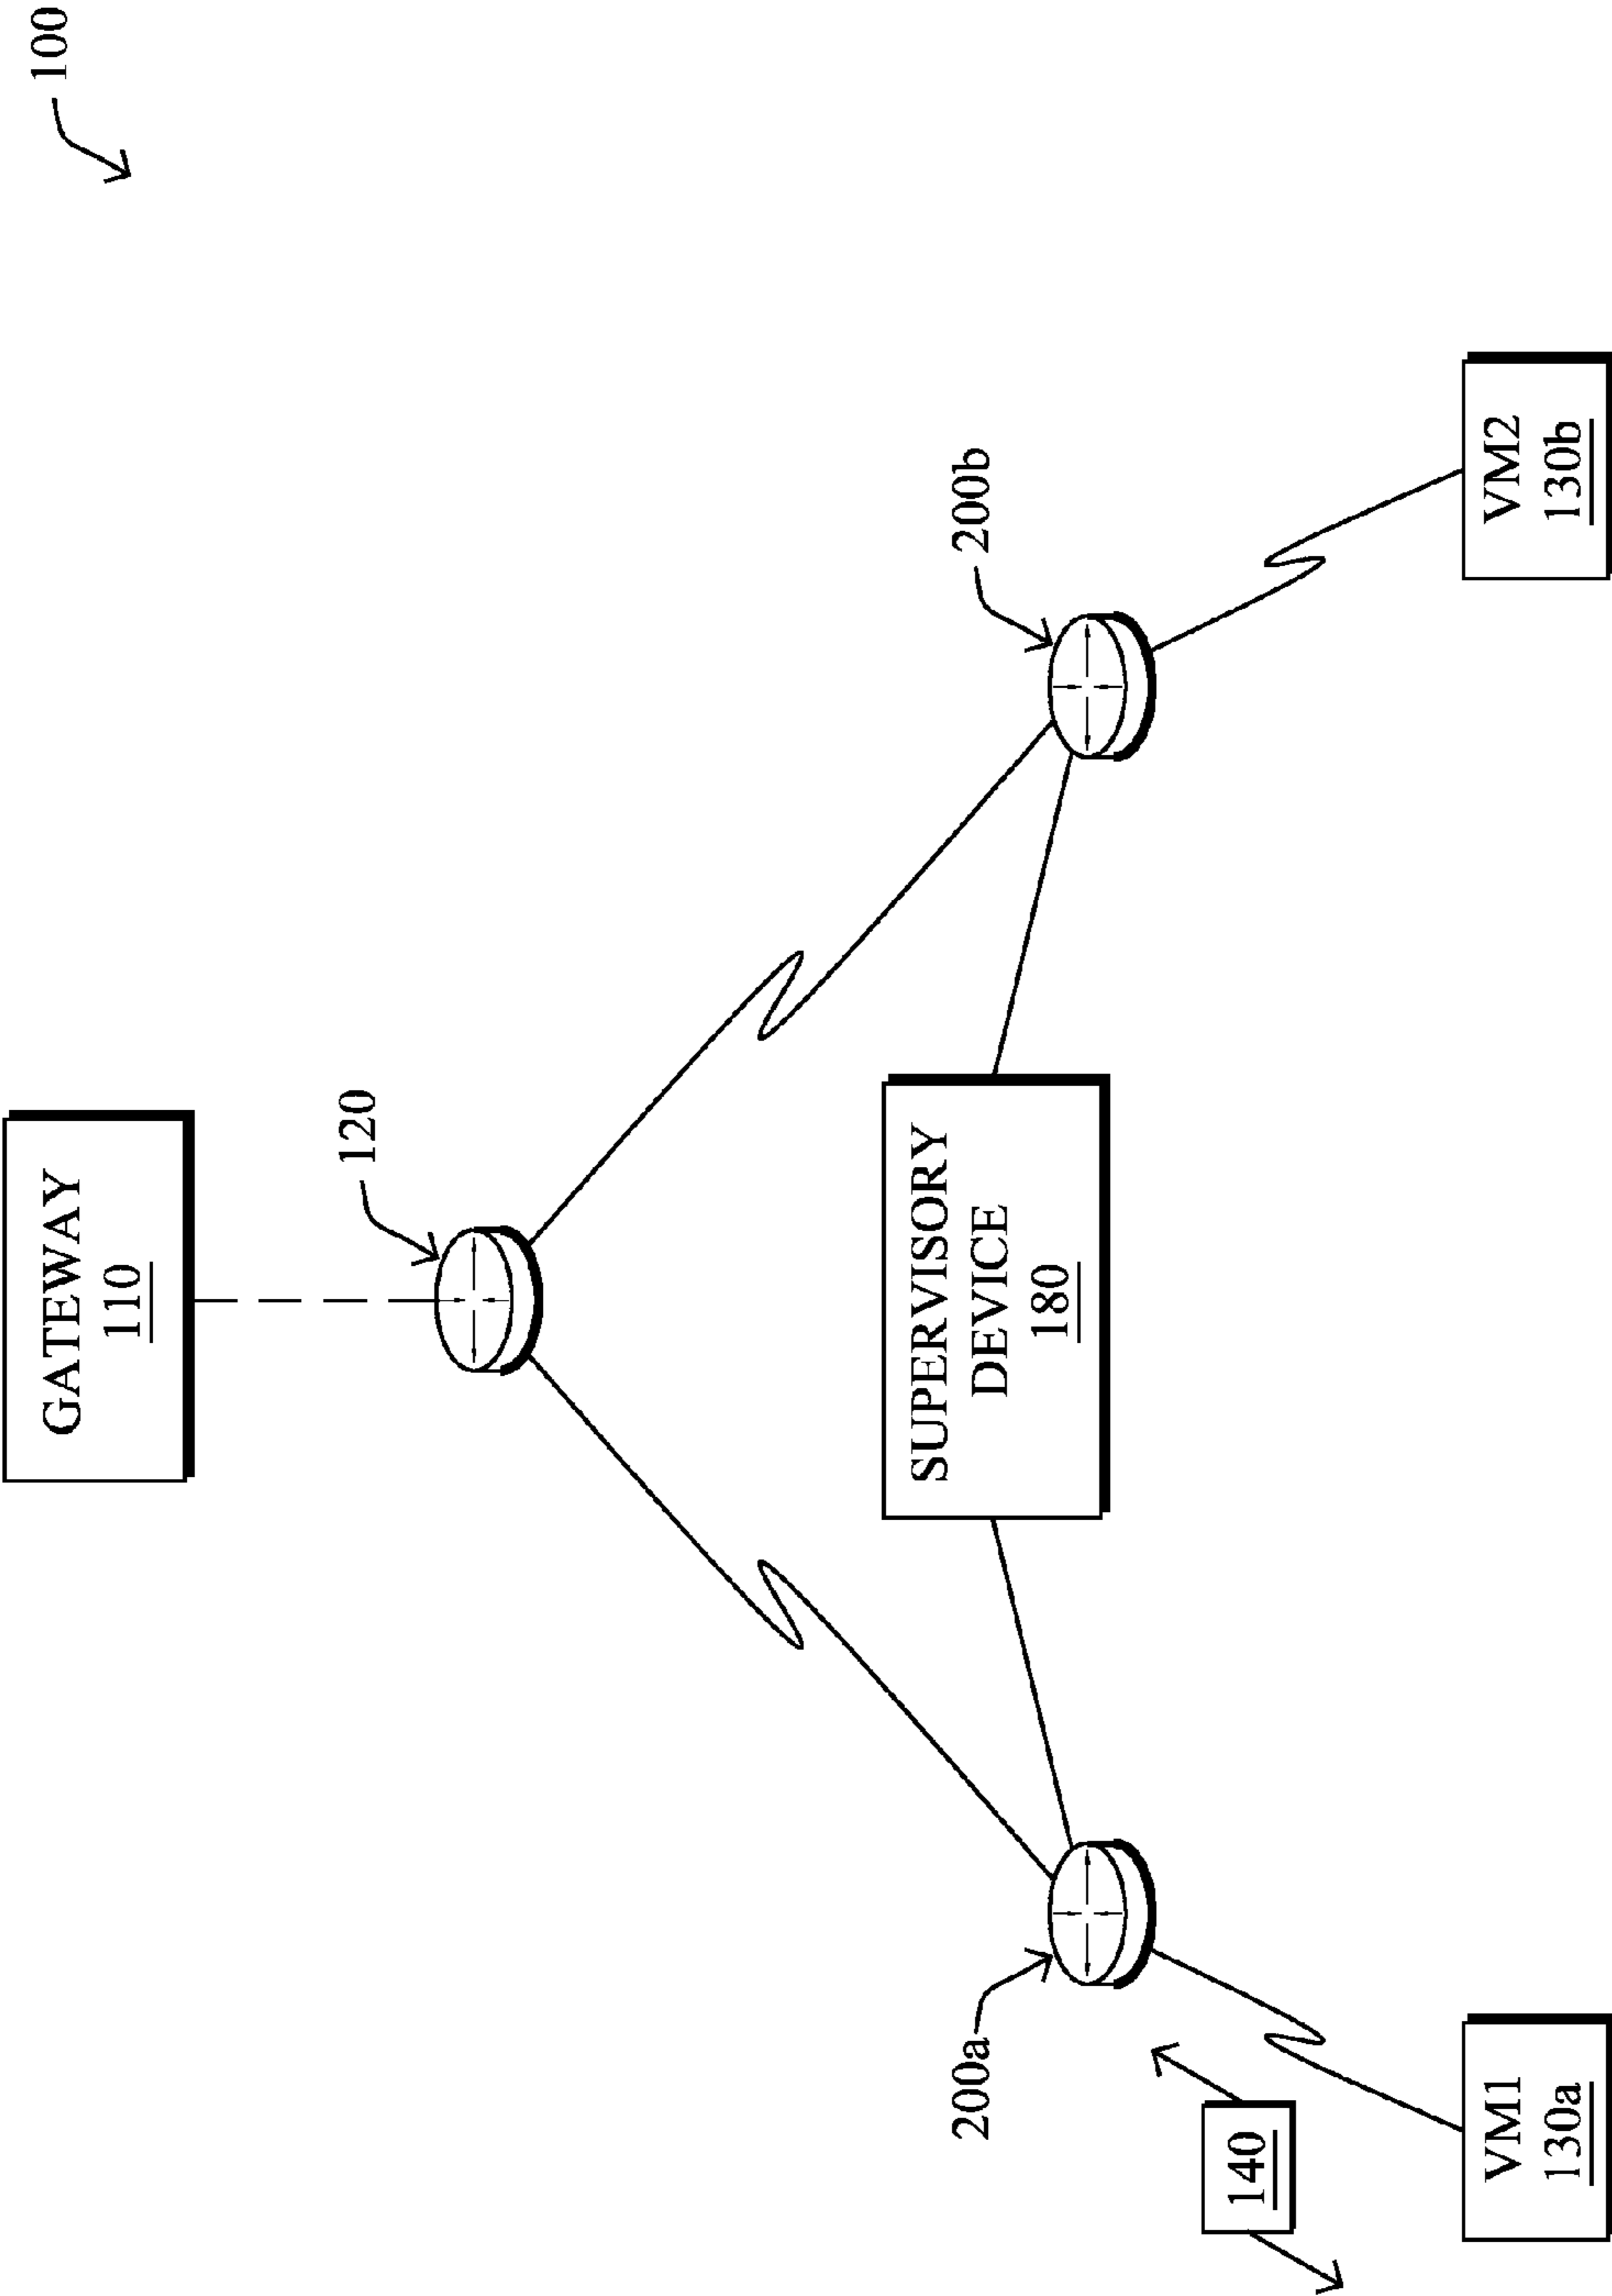 100
GATEWAY
110
120
SUPERVISORY
DEVICE
180
200a
200b
140
VM1
130a
VM2
130b